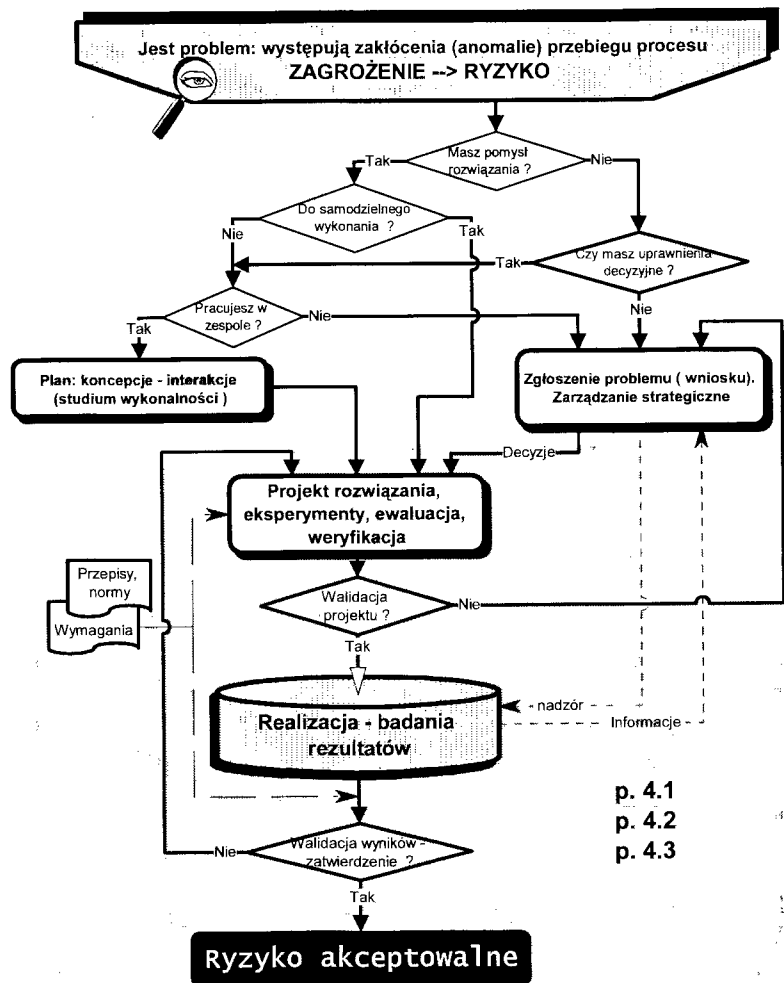 Jest problem: występują zakłócenia (anomalie) przebiegu procesu
ZAGROŻENIE --> RYZYKO
Masz pomysł
rozwiązania ?
Tak
Nie
Do samodzielnego
wykonania ?
Nie
Tak
Czy masz uprawnienia
decyzyjne ?
Tak
Nie
Pracujesz w
zespole ?
Tak
Nie
Plan: koncepcje - interakcje
(studium wykonalności )
Zgłoszenie problemu ( wniosku).
Zarządzanie strategiczne
Decyzje
Projekt rozwiązania,
eksperymenty, ewaluacja,
weryfikacja
Przepisy,
normy
Wymagania
Walidacja
projektu ?
Nie
Tak
Realizacja - badania
rezultatów
nadzór
Informacje
p. 4.1
p. 4.2
p. 4.3
Walidacja wyników -
zatwierdzenie ?
Nie
Tak
Ryzyko akceptowalne